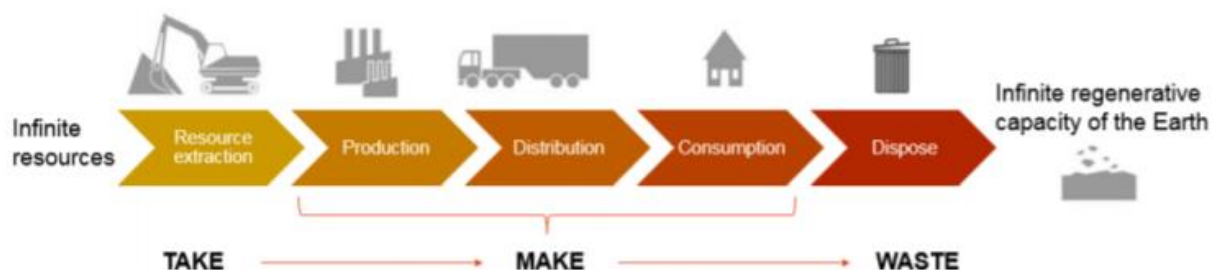 Infinite
resources
Resource
extraction
Production
Distribution
Consumption
Dispose
Infinite regenerative
capacity of the Earth
TAKE
MAKE
WASTE